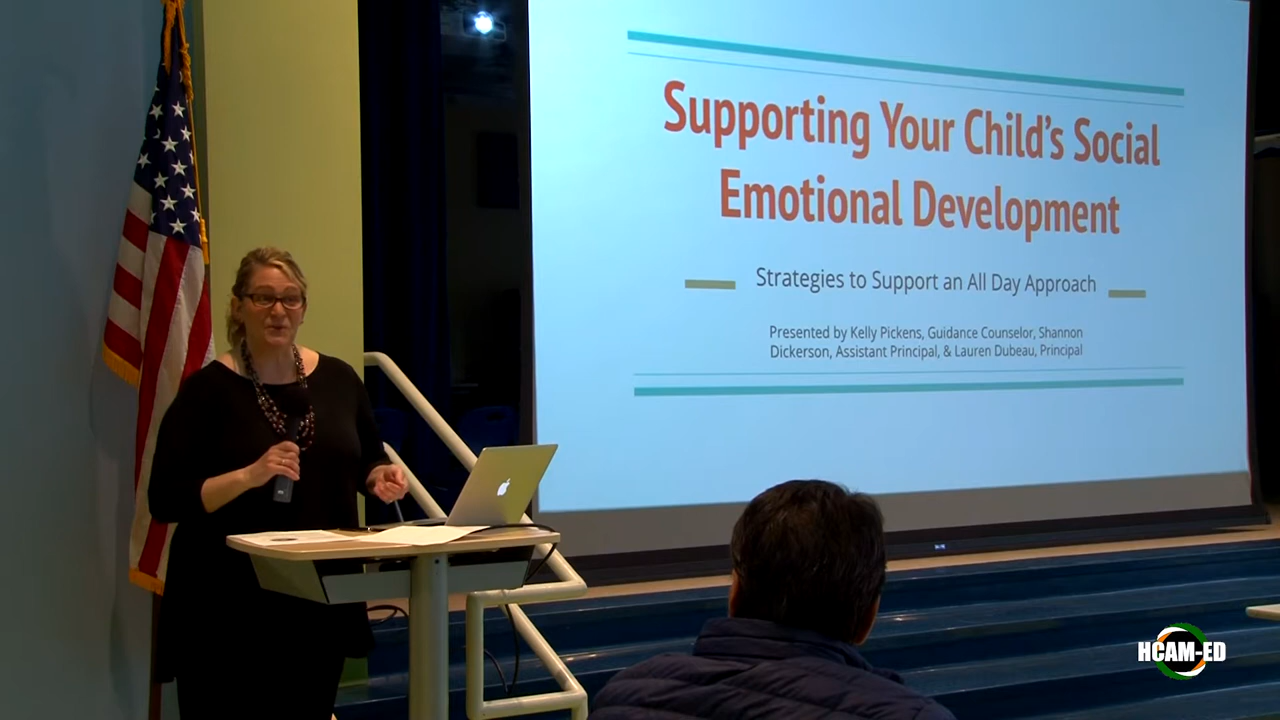 Supporting Your Child's Social
Emotional Development
Strategies to Support an All Day Approach
Presented by Kelly Pickens, Guidance Counselor, Shannon
Dickerson, Assistant Principal, & Lauren Dubeau, Principal
HCAM-ED